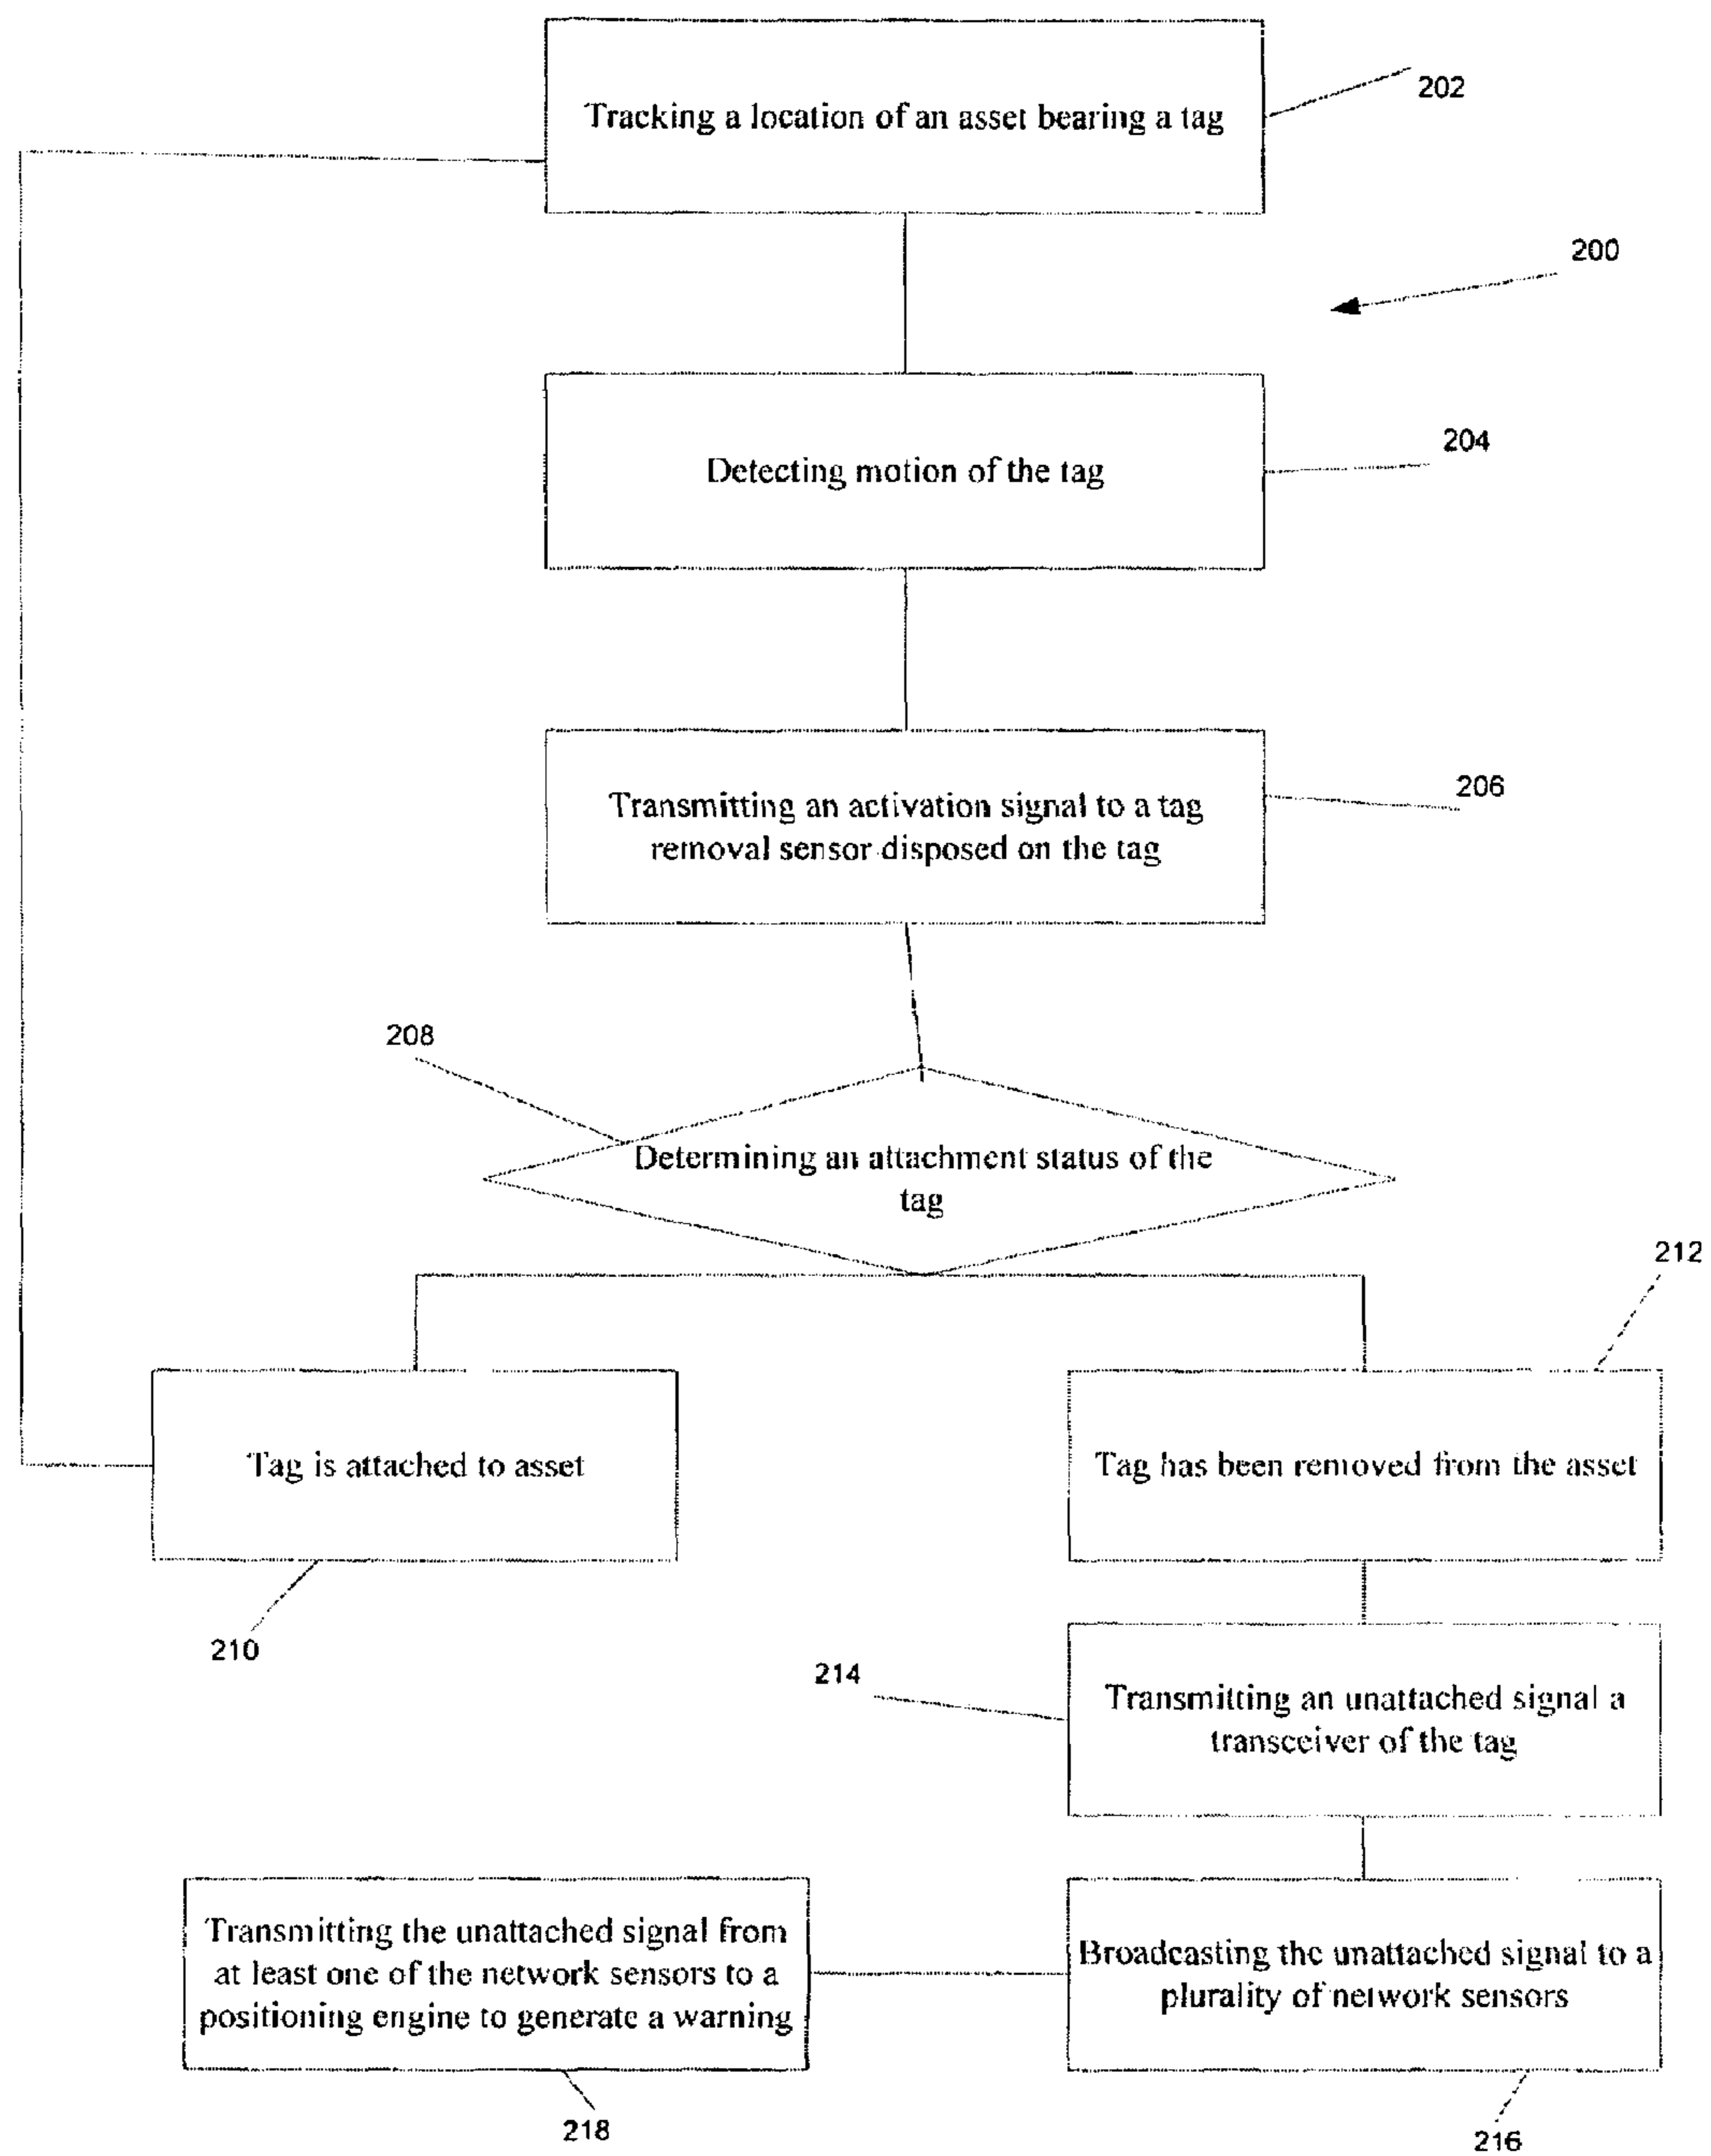 Tracking a location of an asset bearing a tag
202
200
Detecting motion of the tag
204
Transmitting an activation signal to a tag
removal sensor disposed on the tag
206
208
Determining an attachment status of the
tag
212
Tag is attached to asset
Tag has been removed from the asset
210
214
Transmitting an unattached signal a
transceiver of the tag
Transmitting the unattached signal from
at least one of the network sensors to a
positioning engine to generate a warning
Broadcasting the unattached signal to a
plurality of network sensors
218
216